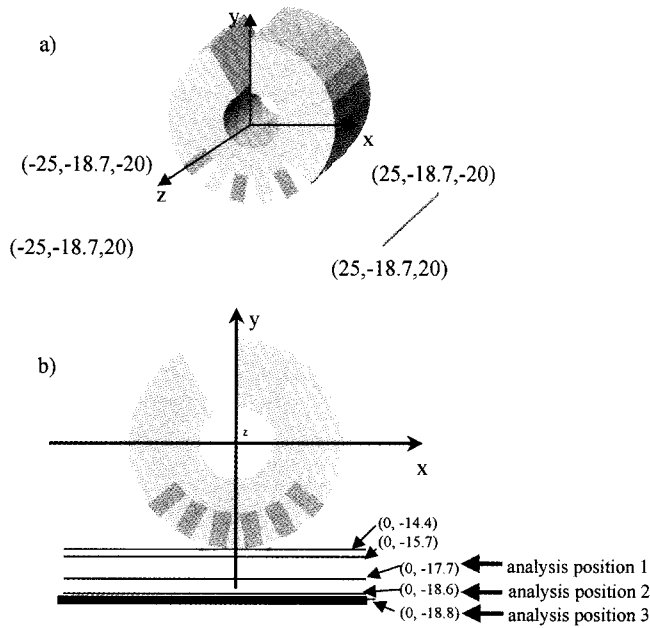 a)
y
x
z
(-25,-18.7,-20)
(25,-18.7,-20)
(-25,-18.7,20)
(25,-18.7,20)
b)
y
z
x
(0, -14.4)
(0, -15.7)
(0, -17.7) analysis position 1
(0, -18.6) analysis position 2
(0, -18.8) analysis position 3